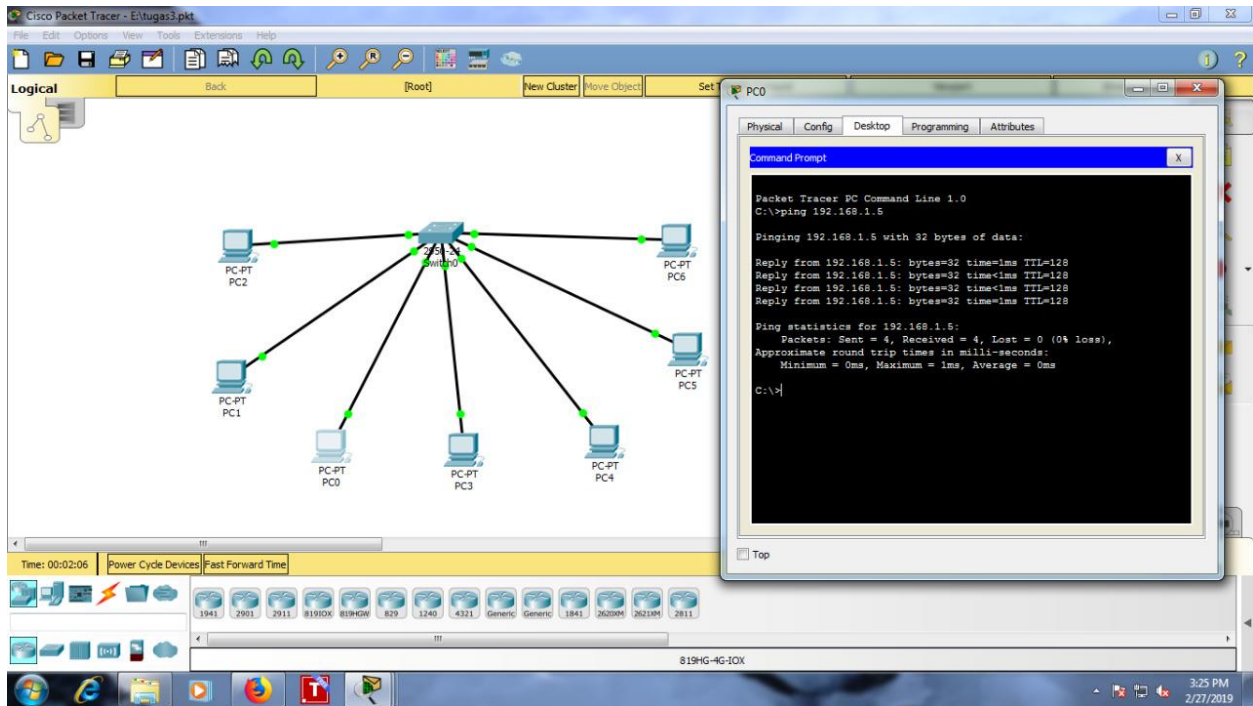 Cisco Packet Tracer - E:\tugas3.pkt
File Edit Options View Tools Extensions Help
Logical
Back
[Root]
New Cluster
Move Object
PC0
Physical
Config
Desktop
Programming
Attributes
Command Prompt
X
Packet Tracer PC Command Line 1.0
C:\>ping 192.168.1.5
Pinging 192.168.1.5 with 32 bytes of data:
Reply from 192.168.1.5: bytes=32 time=1ms TTL=128
Reply from 192.168.1.5: bytes=32 time<1ms TTL=128
Reply from 192.168.1.5: bytes=32 time<1ms TTL=128
Reply from 192.168.1.5: bytes=32 time=1ms TTL=128
Ping statistics for 192.168.1.5:
Packets: Sent = 4, Received = 4, Lost = 0 (0% loss),
Approximate round trip times in milli-seconds:
Minimum = 0ms, Maximum = 1ms, Average = 0ms
C:\>
Top
2950-24
Switch0
PC-PT
PC2
PC-PT
PC6
PC-PT
PC1
PC-PT
PC5
PC-PT
PC0
PC-PT
PC3
PC-PT
PC4
Time: 00:02:06
Power Cycle Devices
Fast Forward Time
1941
2901
2911
819IOX
819HGW
829
1240
4321
Generic
Generic
1841
2620XM
2621XM
2811
819HG-4G-IOX
3:25 PM
2/27/2019